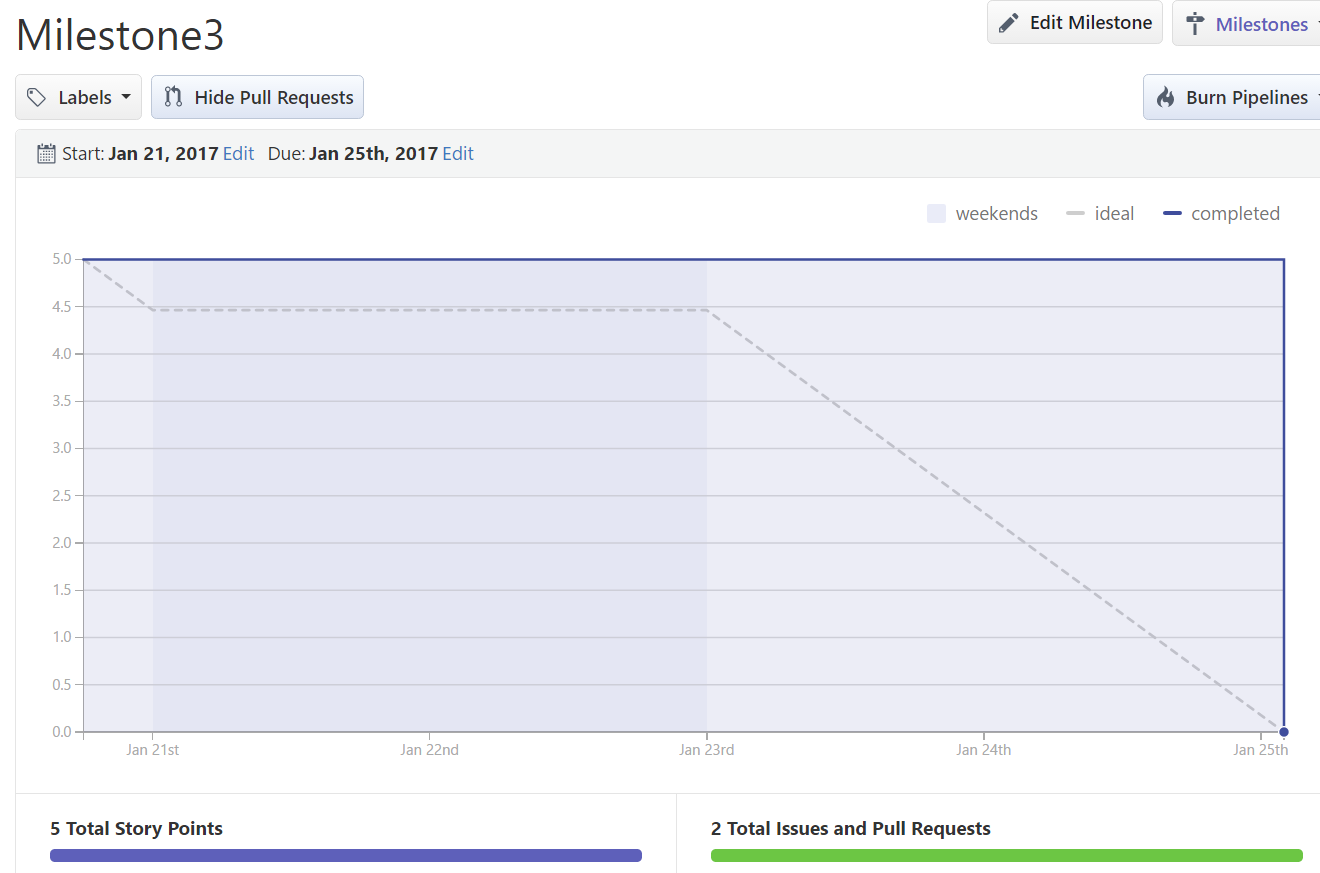 Milestone3
Edit Milestone
Milestones
Labels
Hide Pull Requests
Burn Pipelines
Start: Jan 21, 2017 Edit Due: Jan 25th, 2017 Edit
weekends ideal completed
5.0
4.5
4.0
3.5
3.0
2.5
2.0
1.5
1.0
0.5
0.0
Jan 21st Jan 22nd Jan 23rd Jan 24th Jan 25th
5 Total Story Points
2 Total Issues and Pull Requests